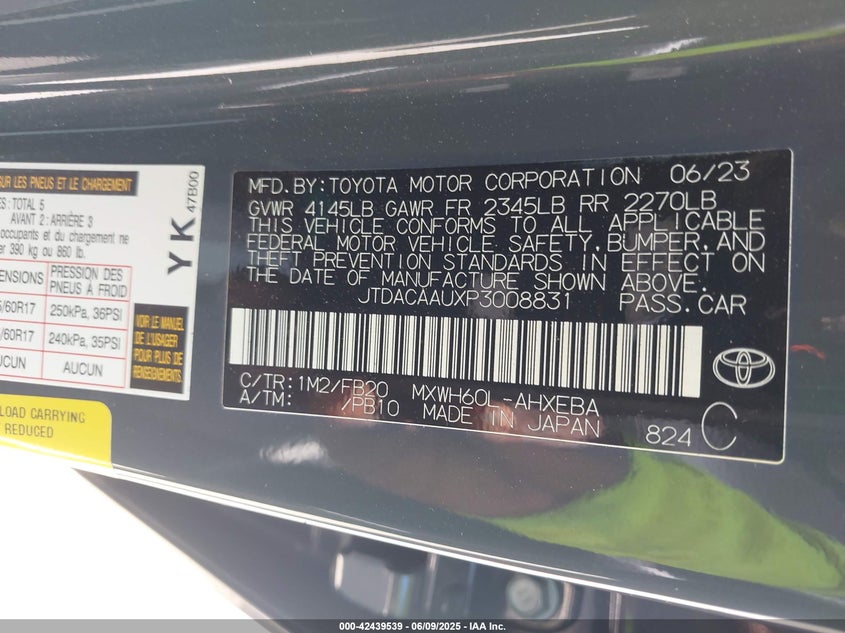 SUR LES PNEUS ET LE CHARGEMENT
: TOTAL 5
AVANT 2 : ARRIÈRE 3
occupants et du chargement ne
390 kg ou 860 lb.
PRESSION DES
PNEUS À FROID
/60R17 250kPa, 36PSI
/60R17 240kPa, 35PSI
AUCUN
YK
47B00
VOIR LE MANUEL
DE L'USAGER
POUR PLUS DE
RENSEIGNEMENTS
LOAD CARRYING
REDUCED
MFD. BY: TOYOTA MOTOR CORPORATION 06/23
GVWR 4145LB GAWR FR 2345LB RR 2270LB
THIS VEHICLE CONFORMS TO ALL APPLICABLE
FEDERAL MOTOR VEHICLE SAFETY, BUMPER, AND
THEFT PREVENTION STANDARDS IN EFFECT ON
THE DATE OF MANUFACTURE SHOWN ABOVE.
JTDACAAUXP3008831 PASS. CAR
C/TR: 1M2/FB20 MXWH60L-AHXEBA
A/TM: /PB10 MADE IN JAPAN
824 C
000-42439539 - 06/09/2025 - IAA Inc.